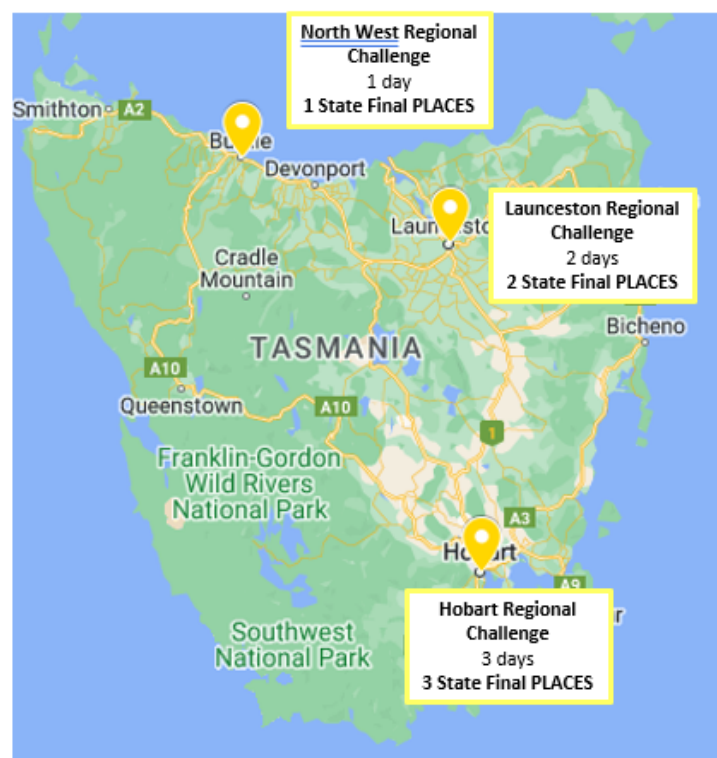 North West Regional
Challenge
1 day
1 State Final PLACES
Smithton
A2
Devonport
Launceston Regional
Challenge
2 days
2 State Final PLACES
Cradle
Mountain
Bicheno
TASMANIA
A10
Queenstown
A10
1
Franklin-Gordon
Wild Rivers
National Park
A3
Hobart
A9
Hobart Regional
Challenge
3 days
3 State Final PLACES
Southwest
National Park